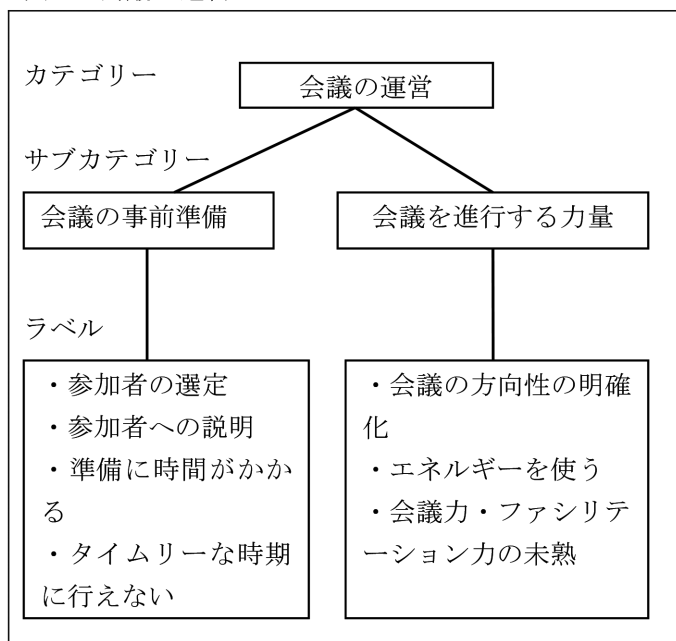 カテゴリー
会議の運営
サブカテゴリー
会議の事前準備
会議を進行する力量
ラベル
・参加者の選定
・参加者への説明
・準備に時間がかか
る
・タイムリーな時期
に行えない
・会議の方向性の明確
化
・エネルギーを使う
・会議力・ファシリテ
ーション力の未熟